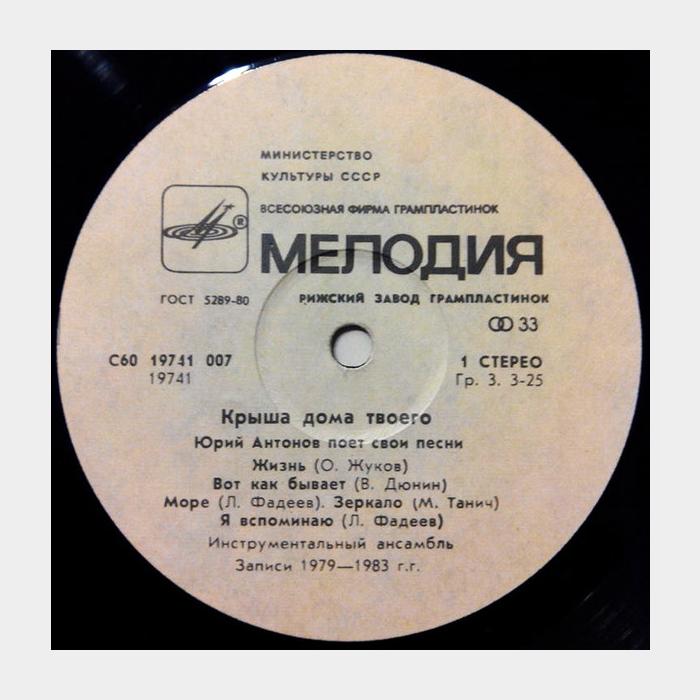 МИНИСТЕРСТВО
КУЛЬТУРЫ СССР
ВСЕСОЮЗНАЯ ФИРМА ГРАМПЛАСТИНОК
®
МЕЛОДИЯ
ГОСТ 5289-80 РИЖСКИЙ ЗАВОД ГРАМПЛАСТИНОК
33
С60 19741 007 1 СТЕРЕО
19741 Гр. 3. 3-25
Крыша дома твоего
Юрий Антонов поет свои песни
Жизнь (О. Жуков)
Вот как бывает (В. Дюнин)
Море (Л. Фадеев). Зеркало (М. Танич)
Я вспоминаю (Л. Фадеев)
Инструментальный ансамбль
Записи 1979—1983 г.г.